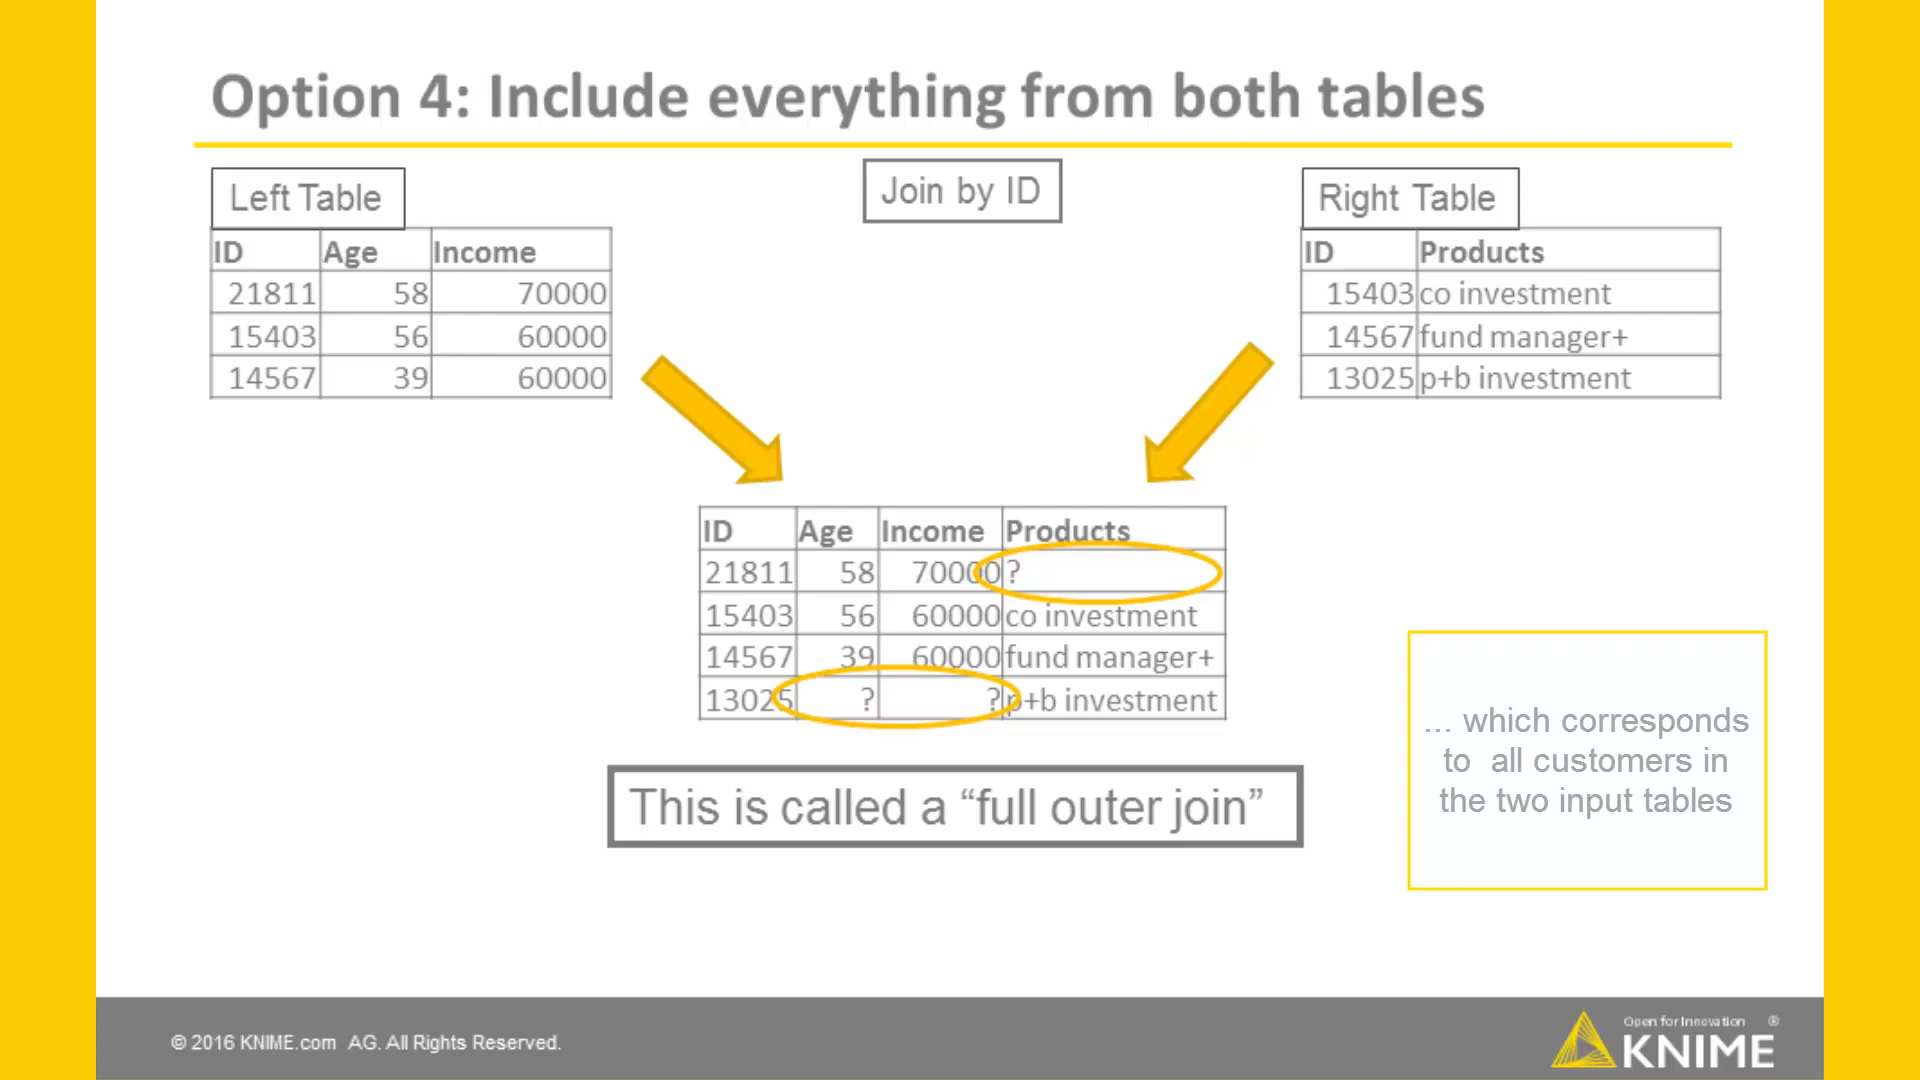 Option 4: Include everything from both tables
Left Table
Join by ID
Right Table
ID Age Income
21811 58 70000
15403 56 60000
14567 39 60000
ID Products
15403 co investment
14567 fund manager+
13025 p+b investment
ID Age Income Products
21811 58 70000 ?
15403 56 60000 co investment
14567 39 60000 fund manager+
13025 ? ? p+b investment
This is called a “full outer join”
... which corresponds
to all customers in
the two input tables
© 2016 KNIME.com AG. All Rights Reserved.
Open for Innovation ®
KNIME